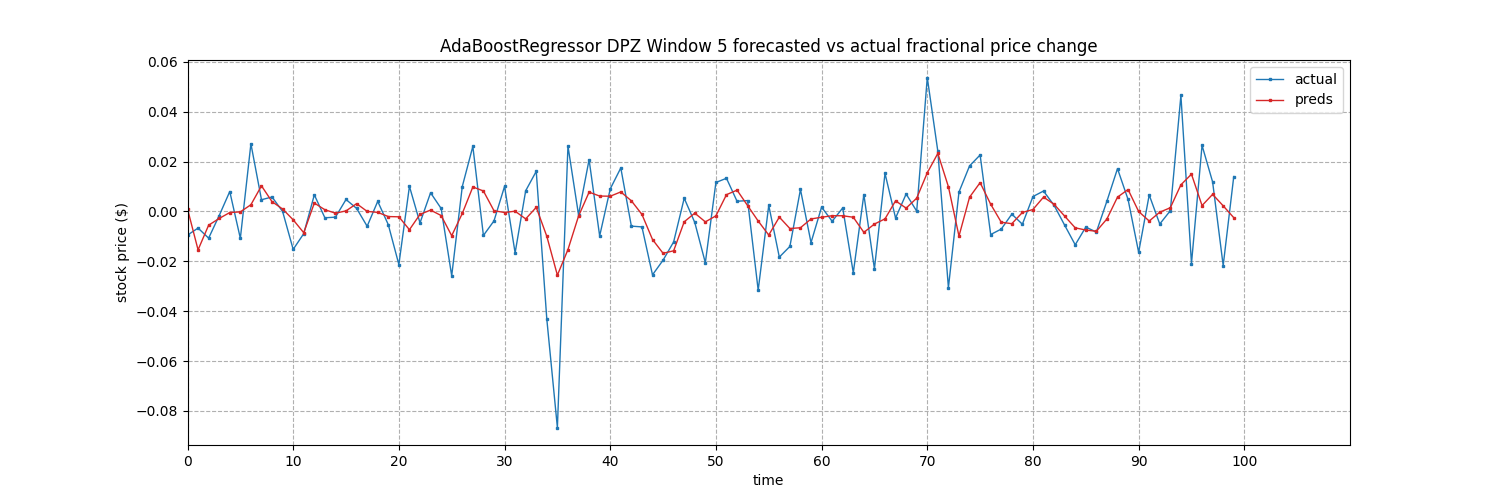 AdaBoostRegressor DPZ Window 5 forecasted vs actual fractional price change
0.06
0.04
0.02
0.00
−0.02
−0.04
−0.06
−0.08
stock price ($)
actual
preds
0 10 20 30 40 50 60 70 80 90 100
time